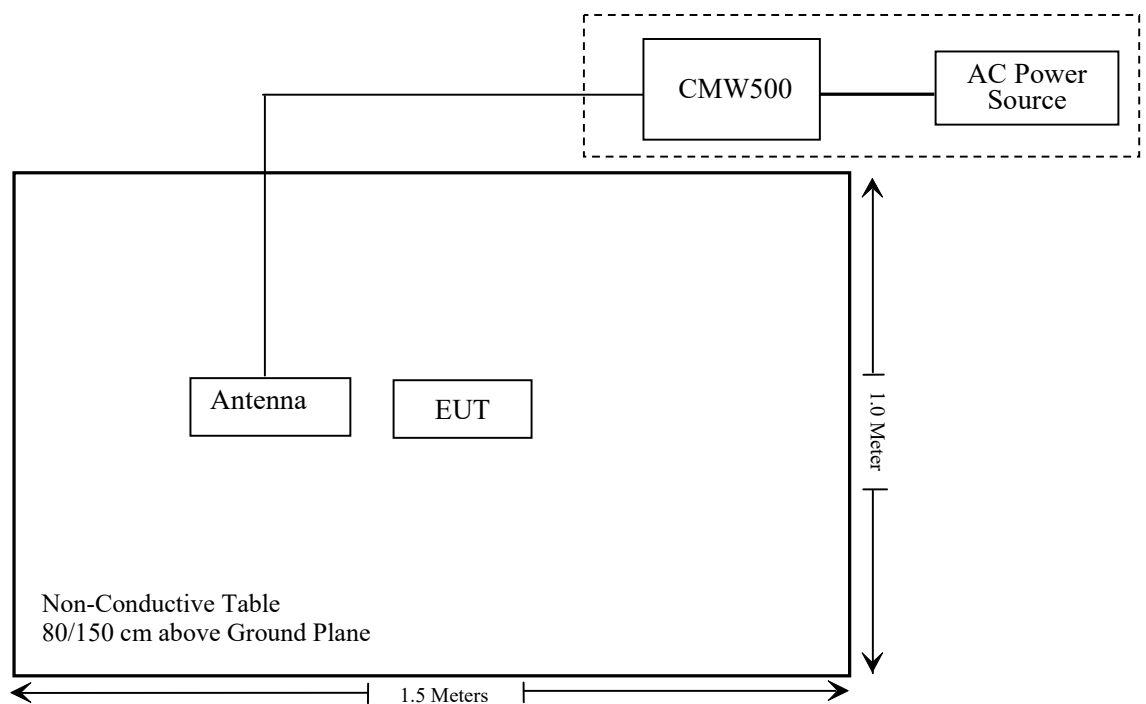 CMW500
AC Power
Source
Antenna
EUT
1.0 Meter
Non-Conductive Table
80/150 cm above Ground Plane
1.5 Meters